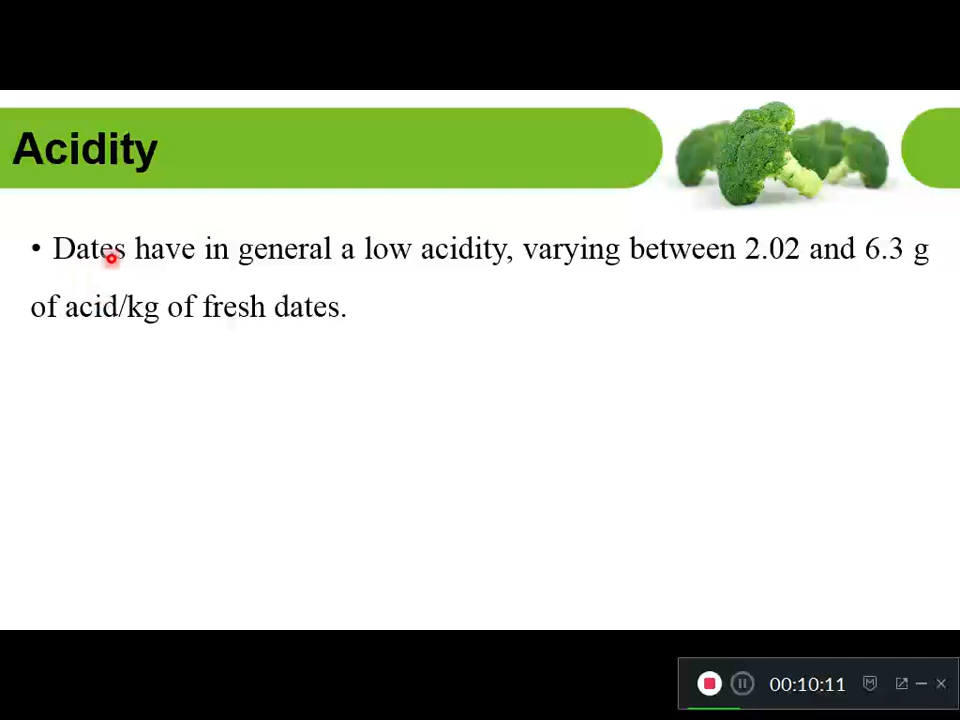 Acidity
• Dates have in general a low acidity, varying between 2.02 and 6.3 g
of acid/kg of fresh dates.
00:10:11